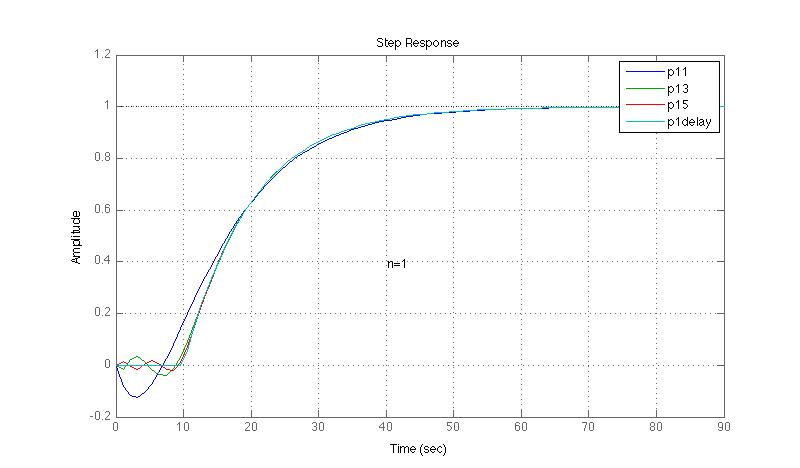 Step Response
1.2
1
0.8
0.6
0.4
0.2
0
-0.2
Amplitude
p11
p13
p15
p1delay
n=1
0 10 20 30 40 50 60 70 80 90
Time (sec)